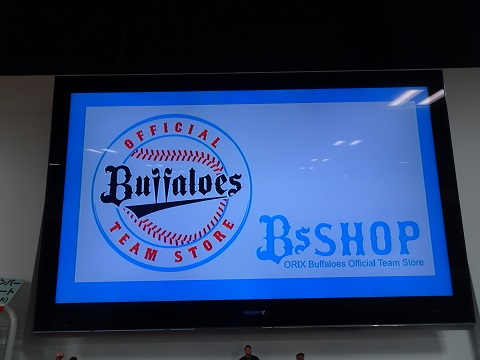 OFFICIAL
Buffaloes
TEAM STORE
BsSHOP
ORIX Buffaloes Official Team Store
SONY